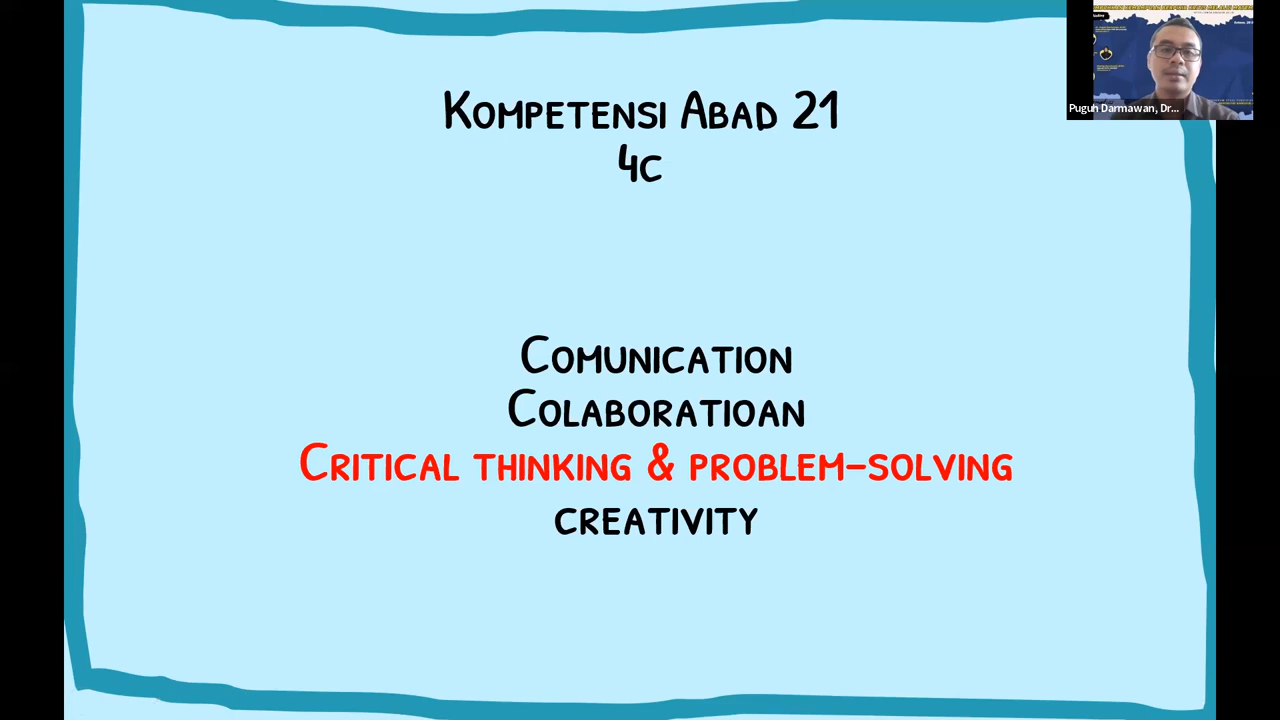 Kompetensi Abad 21
4C
Comunication
Colaboratioan
Critical thinking & problem-solving
creativity
Puguh Darmawan, Dr...